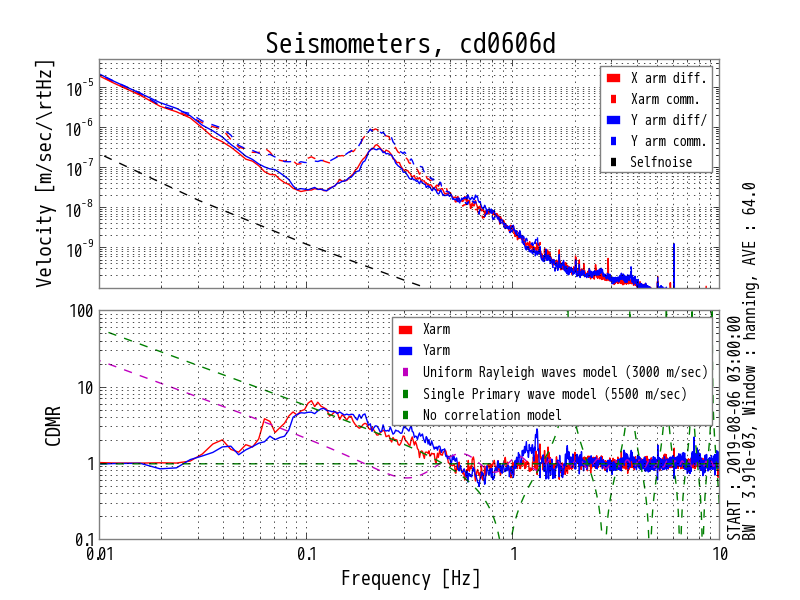 Seismometers, cd0606d
Velocity [m/sec/\rtHz]
10^-5
10^-6
10^-7
10^-8
10^-9
X arm diff.
Xarm comm.
Y arm diff/
Y arm comm.
Selfnoise
CDMR
100
10
1
0.1
Xarm
Yarm
Uniform Rayleigh waves model (3000 m/sec)
Single Primary wave model (5500 m/sec)
No correlation model
0.01
0.1
1
10
Frequency [Hz]
START : 2019-08-06 03:00:00
BW : 3.91e-03, Window : hanning, AVE : 64.0